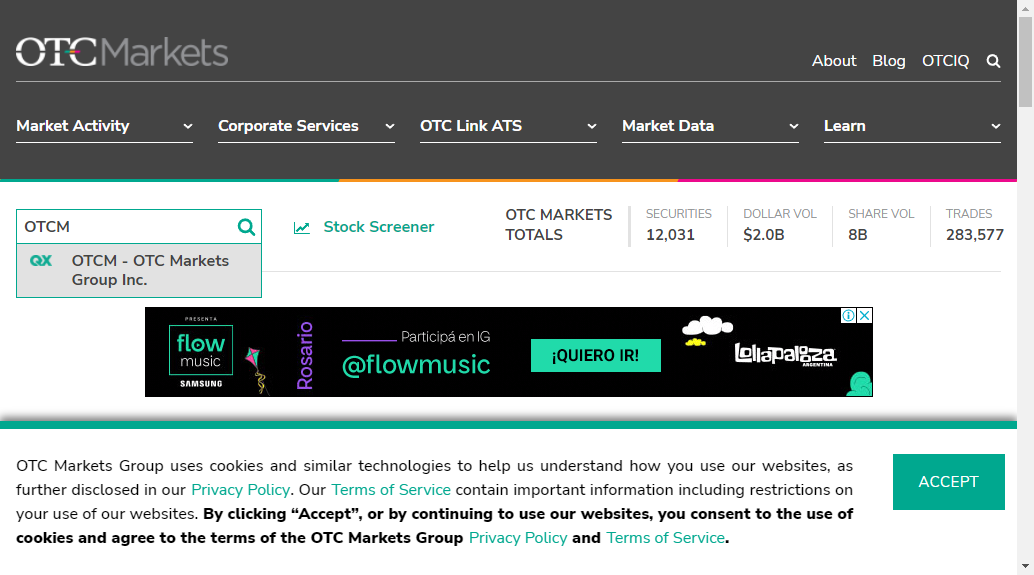 OTC Markets
About Blog OTCIQ
Market Activity Corporate Services OTC Link ATS Market Data Learn
OTCM
Stock Screener
OTC MARKETS TOTALS
SECURITIES
12,031
DOLLAR VOL
$2.0B
SHARE VOL
8B
TRADES
283,577
QX
OTCM - OTC Markets
Group Inc.
PRESENTA
flow
music
SAMSUNG
Rosario
Participá en IG
@flowmusic
¡QUIERO IR!
Lollapalooza
ARGENTINA
OTC Markets Group uses cookies and similar technologies to help us understand how you use our websites, as
further disclosed in our Privacy Policy. Our Terms of Service contain important information including restrictions on
your use of our websites. By clicking “Accept”, or by continuing to use our websites, you consent to the use of
cookies and agree to the terms of the OTC Markets Group Privacy Policy and Terms of Service.
ACCEPT